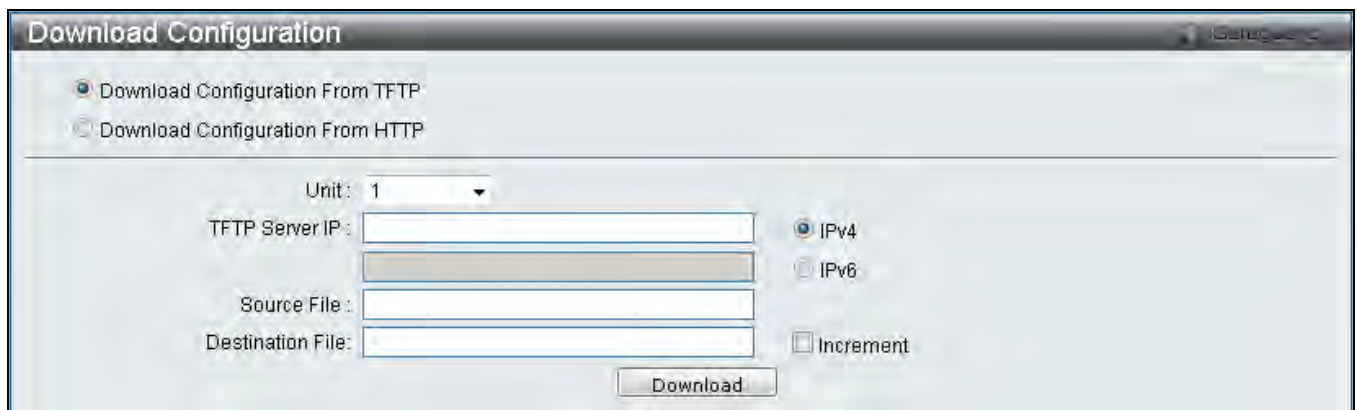 Download Configuration
Download Configuration From TFTP
Download Configuration From HTTP
Unit : 1
TFTP Server IP : IPv4
IPv6
Source File :
Destination File: Increment
Download